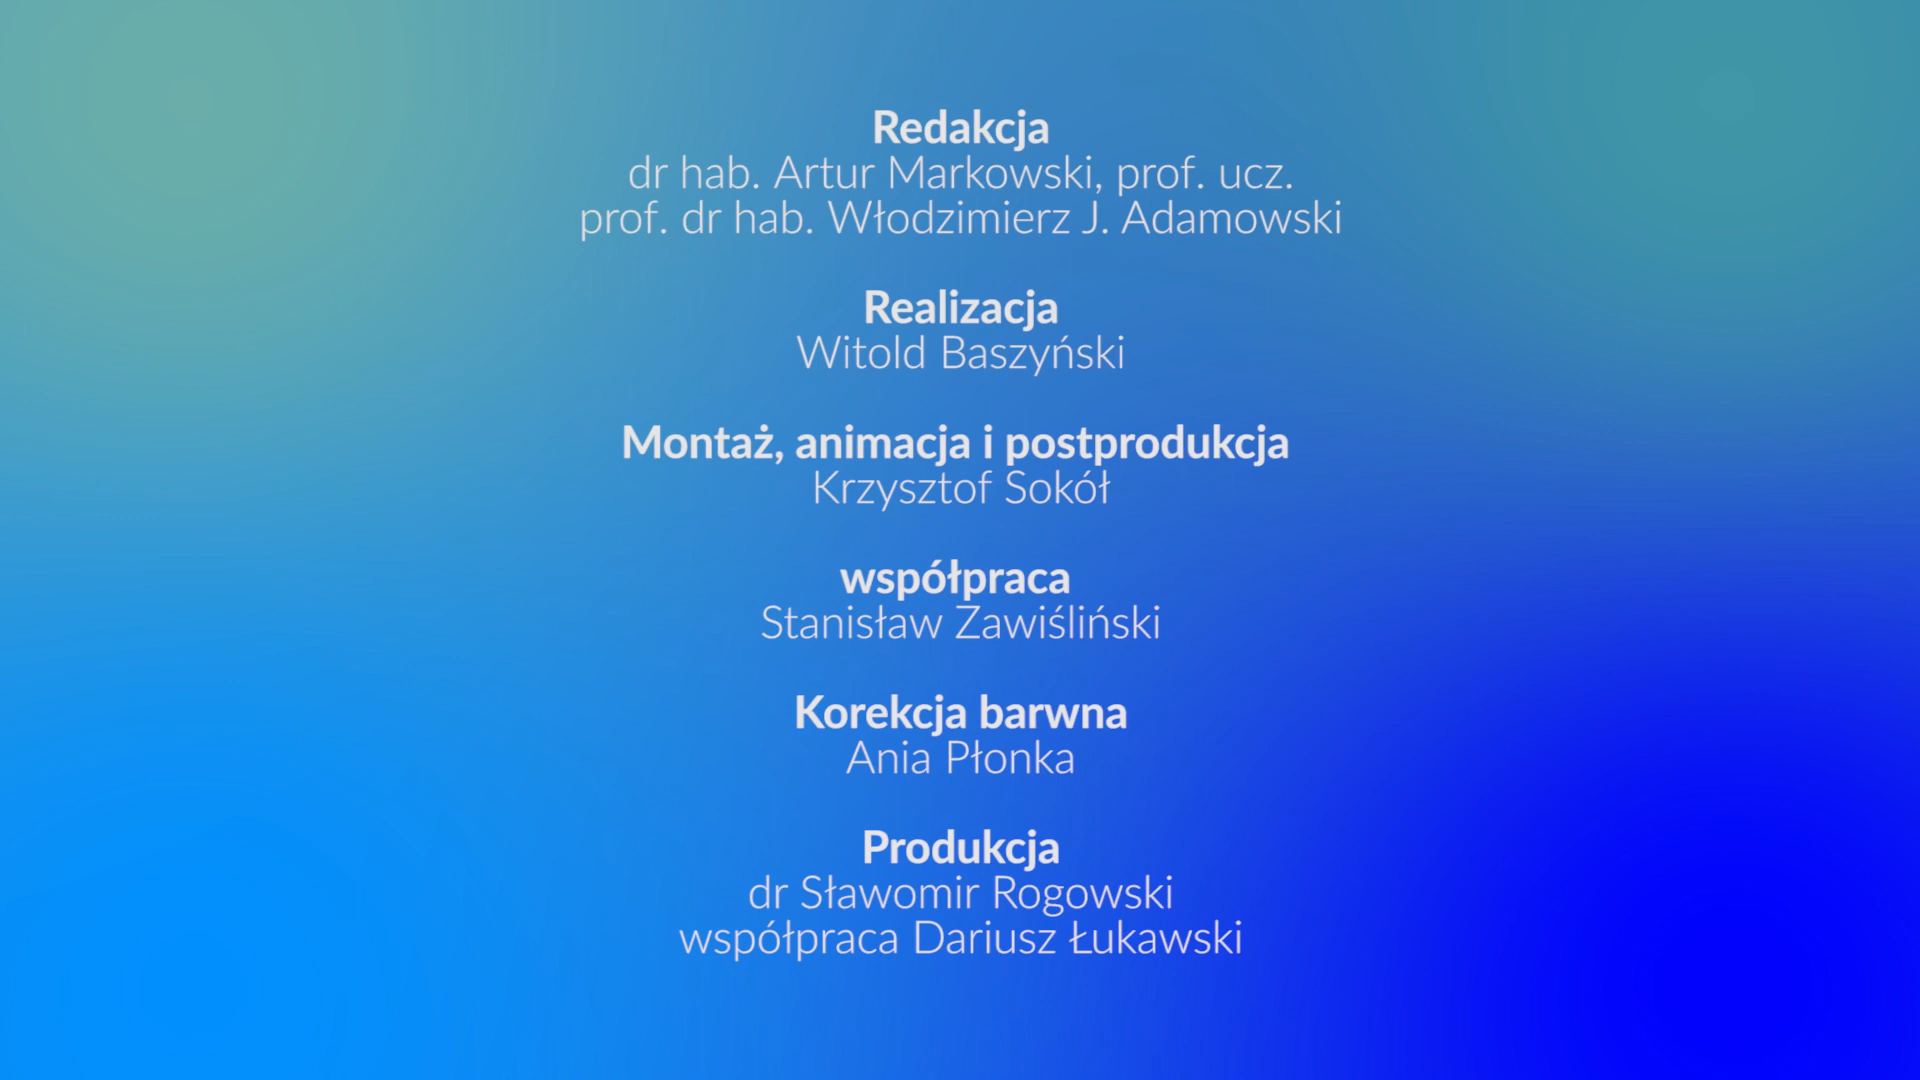 Redakcja
dr hab. Artur Markowski, prof. ucz.
prof. dr hab. Włodzimierz J. Adamowski
Realizacja
Witold Baszyński
Montaż, animacja i postprodukcja
Krzysztof Sokół
współpraca
Stanisław Zawiśliński
Korekcja barwna
Ania Płonka
Produkcja
dr Sławomir Rogowski
współpraca Dariusz Łukawski